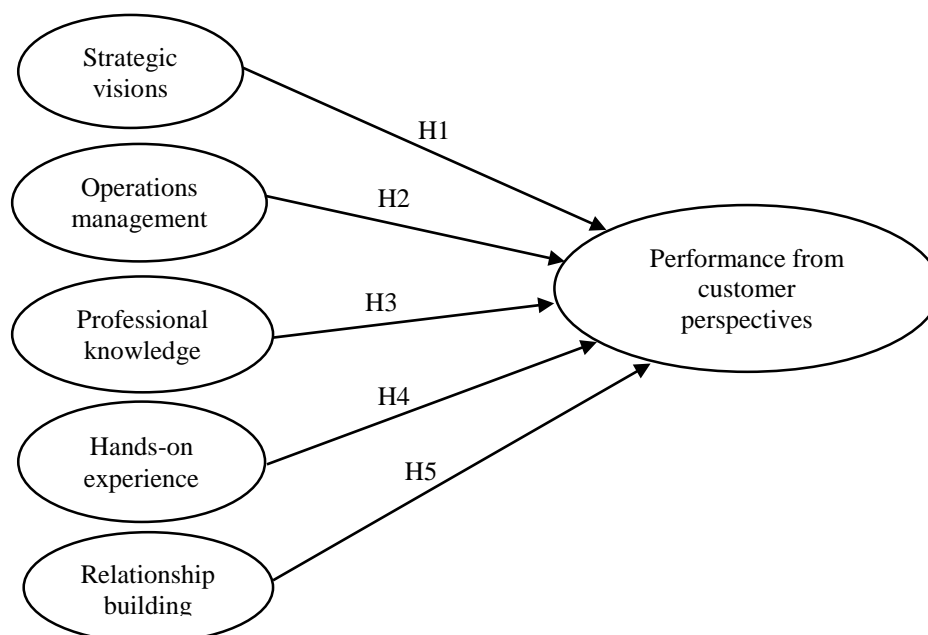 Strategic
visions
H1
Operations
management
H2
Professional
knowledge
H3
Hands-on
experience
H4
Relationship
building
H5
Performance from
customer
perspectives